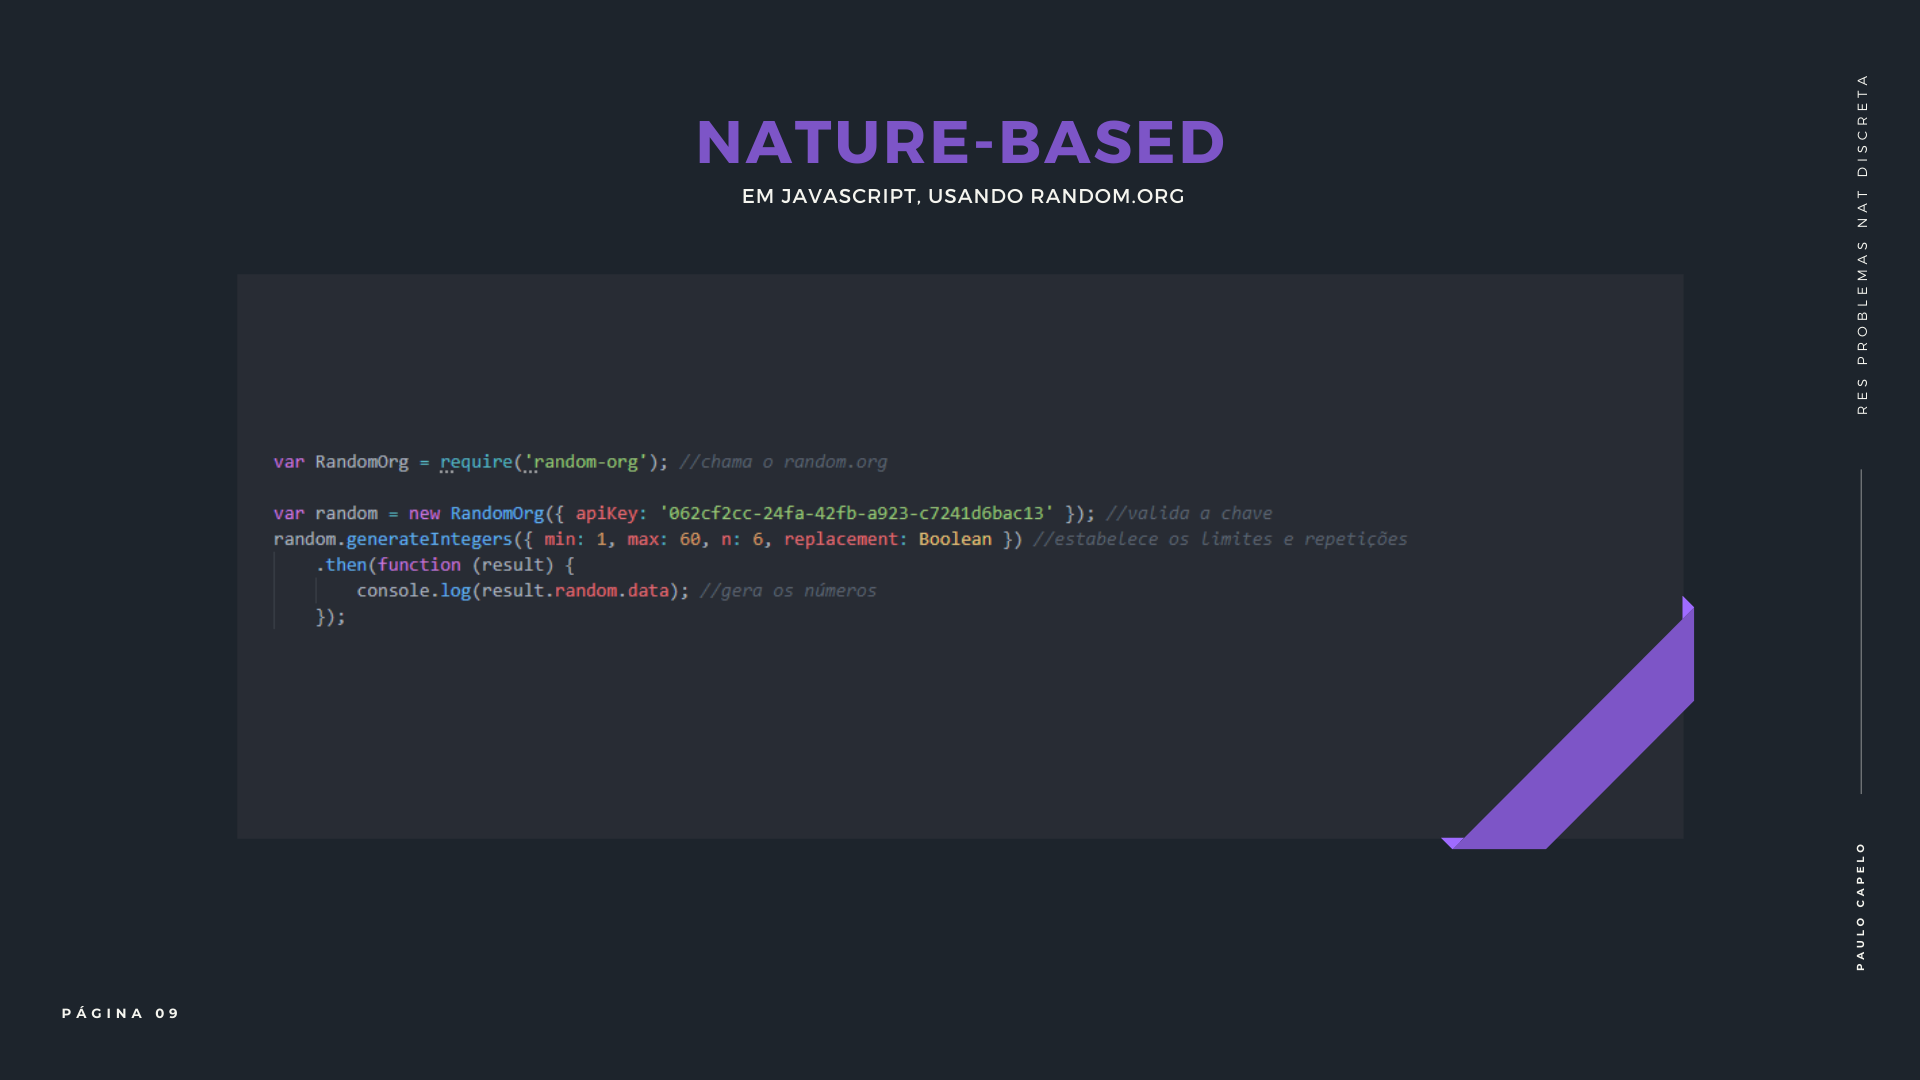 NATURE-BASED
EM JAVASCRIPT, USANDO RANDOM.ORG
var RandomOrg = require('random-org'); //chama o random.org
var random = new RandomOrg({ apiKey: '062cf2cc-24fa-42fb-a923-c7241d6bac13' }); //valida a chave
random.generateIntegers({ min: 1, max: 60, n: 6, replacement: Boolean }) //estabelece os limites e repetições
.then(function (result) {
console.log(result.random.data); //gera os números
});
RES PROBLEMAS NAT DISCRETA
PAULO CAPELO
PÁGINA 09